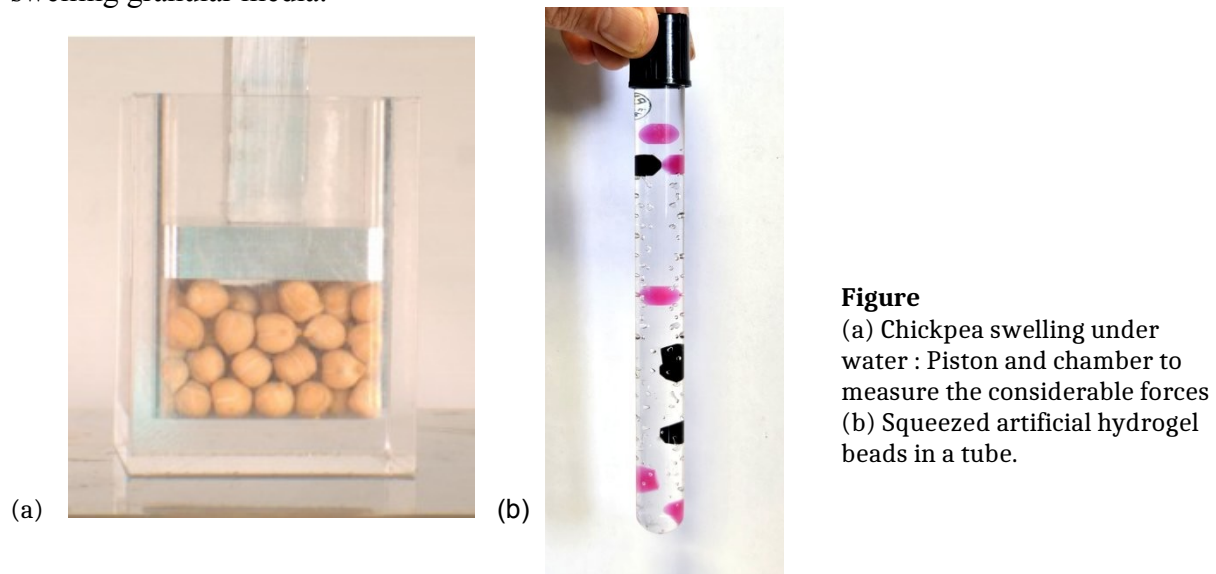 swelling granular media.
(a)
(b)
Figure
(a) Chickpea swelling under
water : Piston and chamber to
measure the considerable forces
(b) Squeezed artificial hydrogel
beads in a tube.